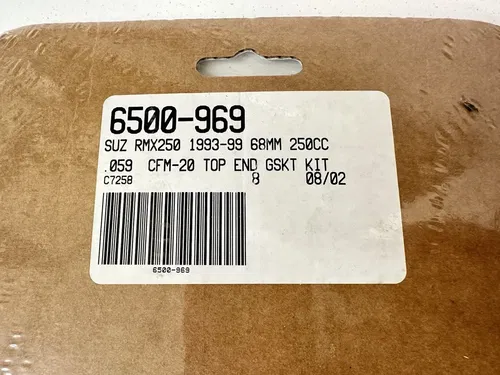 6500-969
SUZ RMX250 1993-99 68MM 250CC
.059 CFM-20 TOP END GSKT KIT
C7258 8 08/02
6500-969